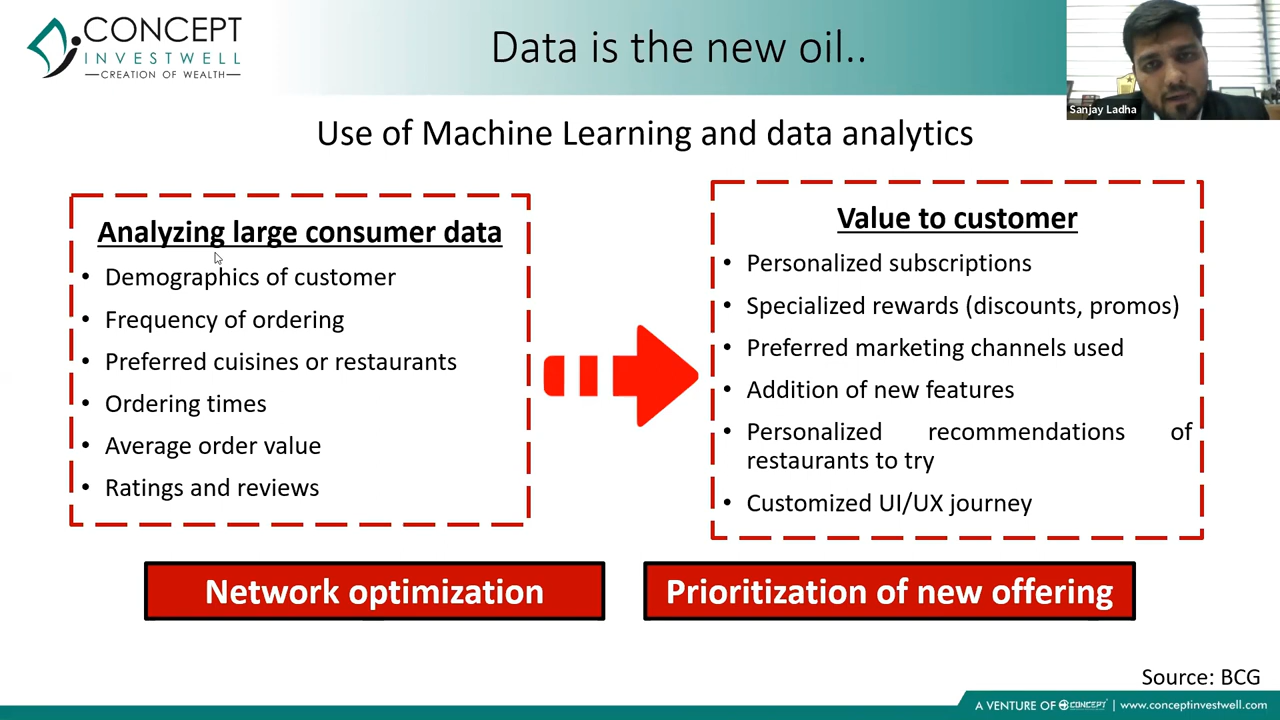 CONCEPT
INVESTWELL
CREATION OF WEALTH
Data is the new oil..
Sanjay Ladha
Use of Machine Learning and data analytics
Analyzing large consumer data
• Demographics of customer
• Frequency of ordering
• Preferred cuisines or restaurants
• Ordering times
• Average order value
• Ratings and reviews
Value to customer
• Personalized subscriptions
• Specialized rewards (discounts, promos)
• Preferred marketing channels used
• Addition of new features
• Personalized recommendations of
restaurants to try
• Customized UI/UX journey
Network optimization
Prioritization of new offering
Source: BCG
A VENTURE OF CONCEPT | www.conceptinvestwell.com